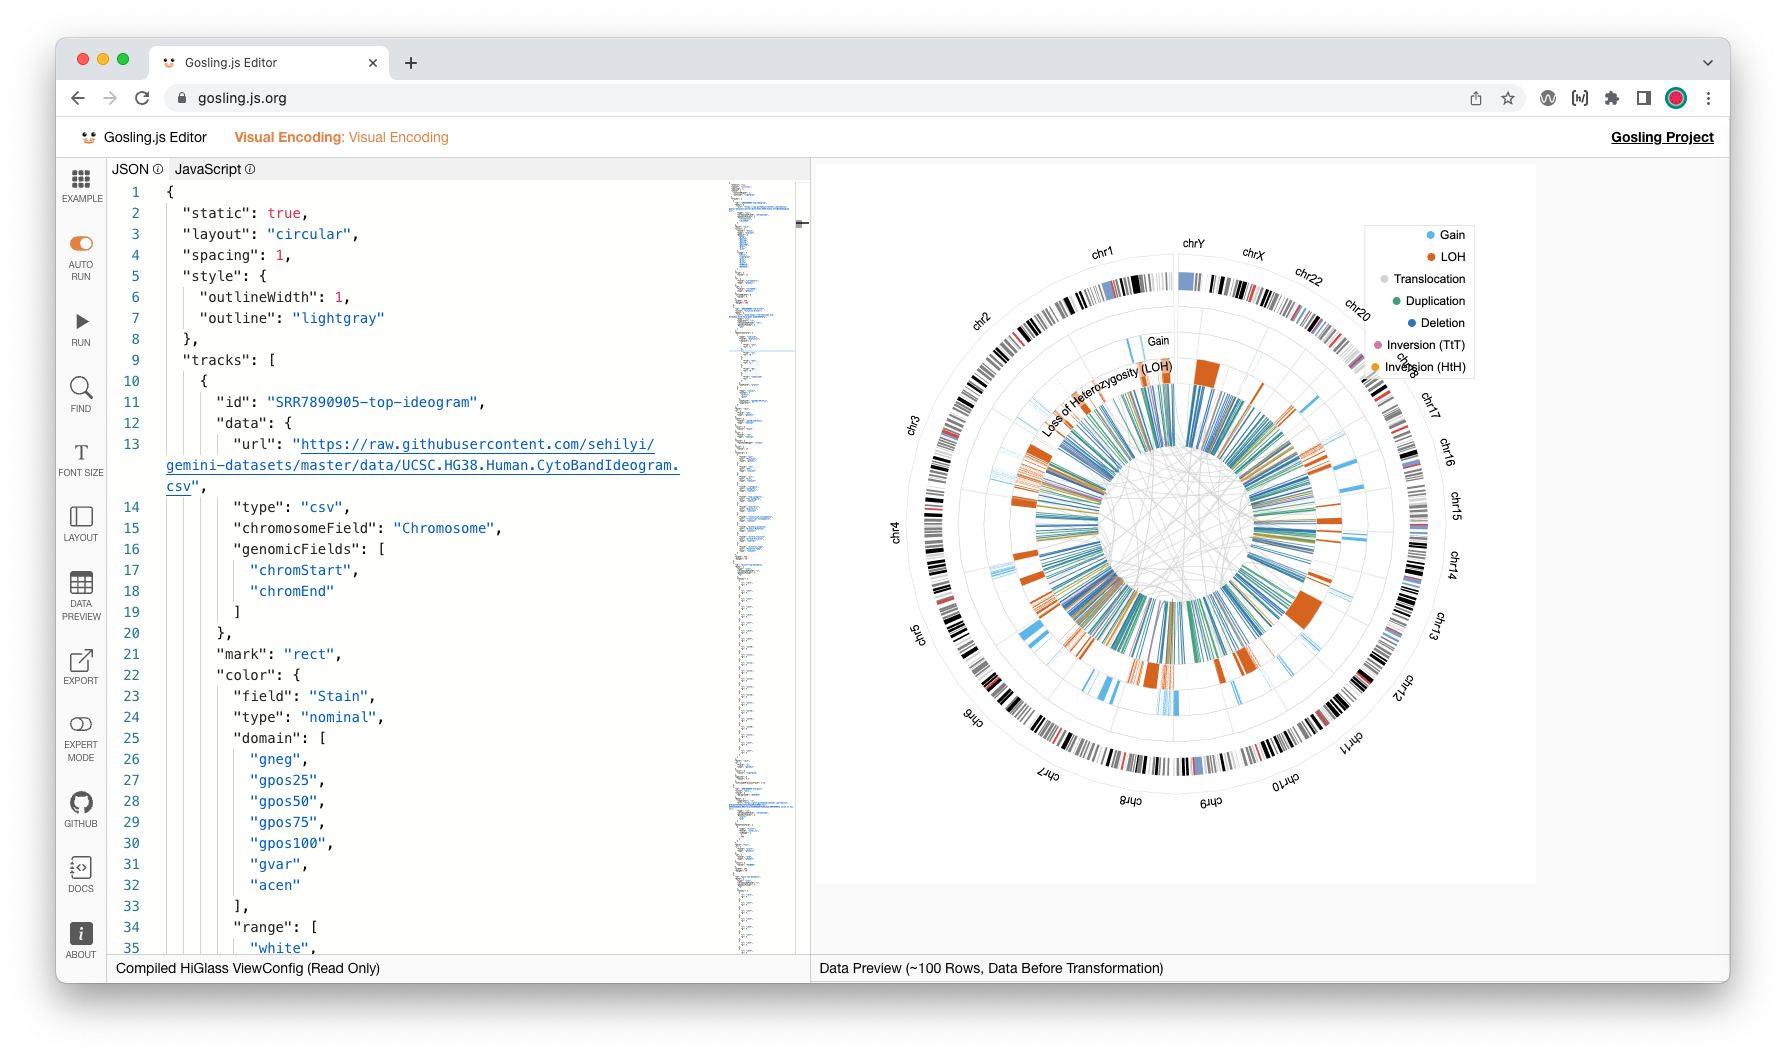 Gosling.js Editor
gosling.js.org
Gosling.js Editor
Visual Encoding: Visual Encoding
Gosling Project
EXAMPLE
AUTO
RUN
RUN
FIND
T
FONT SIZE
LAYOUT
DATA
PREVIEW
EXPORT
EXPERT
MODE
GITHUB
DOCS
ABOUT
JSON
JavaScript
1 {
2 "static": true,
3 "layout": "circular",
4 "spacing": 1,
5 "style": {
6 "outlineWidth": 1,
7 "outline": "lightgray"
8 },
9 "tracks": [
10 {
11 "id": "SRR7890905-top-ideogram",
12 "data": {
13 "url": "https://raw.githubusercontent.com/sehilyi/
gemini-datasets/master/data/UCSC.HG38.Human.CytoBandIdeogram.
csv",
14 "type": "csv",
15 "chromosomeField": "Chromosome",
16 "genomicFields": [
17 "chromStart",
18 "chromEnd"
19 ]
20 },
21 "mark": "rect",
22 "color": {
23 "field": "Stain",
24 "type": "nominal",
25 "domain": [
26 "gneg",
27 "gpos25",
28 "gpos50",
29 "gpos75",
30 "gpos100",
31 "gvar",
32 "acen"
33 ],
34 "range": [
35 "white",
Compiled HiGlass ViewConfig (Read Only)
chrY
chrX
chr22
chr20
chr18
chr17
chr16
chr15
chr14
chr13
chr12
chr11
chr10
chr9
chr8
chr7
chr6
chr5
chr4
chr3
chr2
chr1
Gain
Loss of Heterozygosity (LOH)
Gain
LOH
Translocation
Duplication
Deletion
Inversion (TtT)
Inversion (HtH)
Data Preview (~100 Rows, Data Before Transformation)